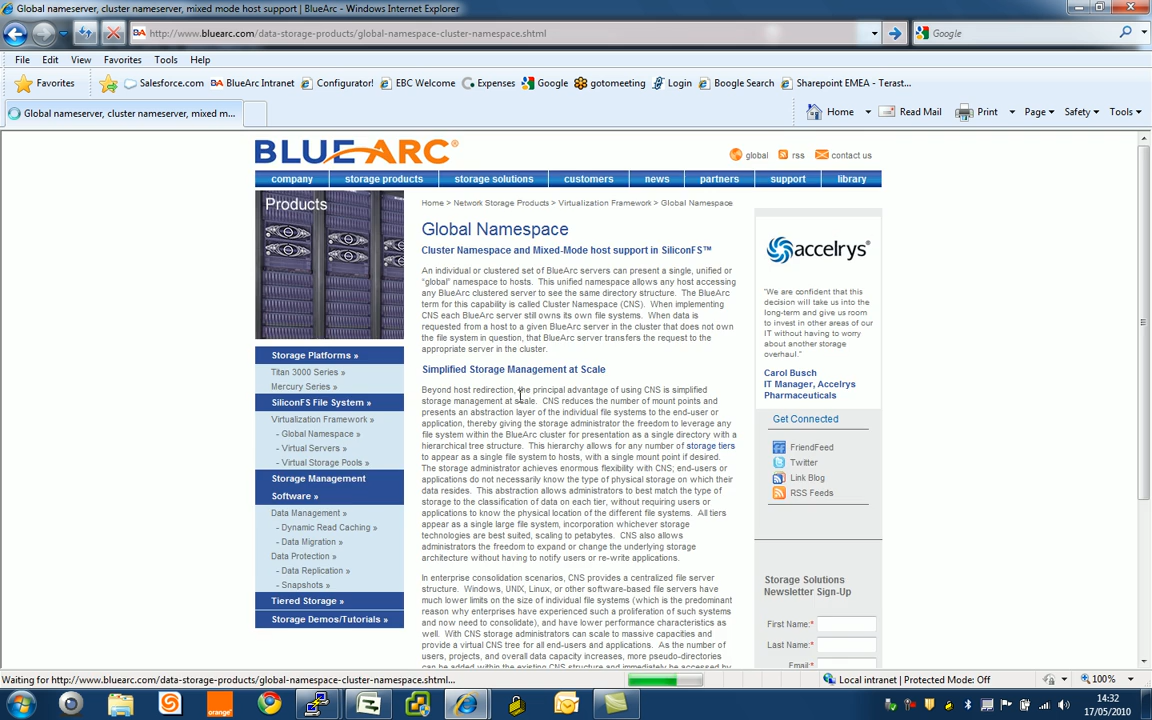 Global nameserver, cluster nameserver, mixed mode host support | BlueArc - Windows Internet Explorer
http://www.bluearc.com/data-storage-products/global-namespace-cluster-namespace.shtml
Google
File Edit View Favorites Tools Help
Favorites Salesforce.com BlueArc Intranet Configurator! EBC Welcome Expenses Google gotomeeting Login Boogle Search Sharepoint EMEA - Terast...
Global nameserver, cluster nameserver, mixed m...
Home Read Mail Print Page Safety Tools
BLUE ARC
global rss contact us
company storage products storage solutions customers news partners support library
Products
Storage Platforms »
Titan 3000 Series »
Mercury Series »
SiliconFS File System »
Virtualization Framework »
- Global Namespace »
- Virtual Servers »
- Virtual Storage Pools »
Storage Management
Software »
Data Management »
- Dynamic Read Caching »
- Data Migration »
Data Protection »
- Data Replication »
- Snapshots »
Tiered Storage »
Storage Demos/Tutorials »
Home > Network Storage Products > Virtualization Framework > Global Namespace
Global Namespace
Cluster Namespace and Mixed-Mode host support in SiliconFS™
An individual or clustered set of BlueArc servers can present a single, unified or
"global" namespace to hosts. This unified namespace allows any host accessing
any BlueArc clustered server to see the same directory structure. The BlueArc
term for this capability is called Cluster Namespace (CNS). When implementing
CNS each BlueArc server still owns its own file systems. When data is
requested from a host to a given BlueArc server in the cluster that does not own
the file system in question, that BlueArc server transfers the request to the
appropriate server in the cluster.
Simplified Storage Management at Scale
Beyond host redirection, the principal advantage of using CNS is simplified
storage management at scale. CNS reduces the number of mount points and
presents an abstraction layer of the individual file systems to the end-user or
application, thereby giving the storage administrator the freedom to leverage any
file system within the BlueArc cluster for presentation as a single directory with a
hierarchical tree structure. This hierarchy allows for any number of storage tiers
to appear as a single file system to hosts, with a single mount point if desired.
The storage administrator achieves enormous flexibility with CNS; end-users or
applications do not necessarily know the type of physical storage on which their
data resides. This abstraction allows administrators to best match the type of
storage to the classification of data on each tier, without requiring users or
applications to know the physical location of the different file systems. All tiers
appear as a single large file system, incorporation whichever storage
technologies are best suited, scaling to petabytes. CNS also allows
administrators the freedom to expand or change the underlying storage
architecture without having to notify users or re-write applications.
In enterprise consolidation scenarios, CNS provides a centralized file server
structure. Windows, UNIX, Linux, or other software-based file servers have
much lower limits on the size of individual file systems (which is the predominant
reason why enterprises have experienced such a proliferation of such systems
and now need to consolidate), and have lower performance characteristics as
well. With CNS storage administrators can scale to massive capacities and
provide a virtual CNS tree for all end-users and applications. As the number of
users, projects, and overall data capacity increases, more pseudo-directories
can be added within the existing CNS structure and immediately be accessed by
accelrys®
"We are confident that this
decision will take us into the
long-term and give us room
to invest in other areas of our
IT without having to worry
about another storage
overhaul."
Carol Busch
IT Manager, Accelrys
Pharmaceuticals
Get Connected
FriendFeed
Twitter
Link Blog
RSS Feeds
Storage Solutions
Newsletter Sign-Up
First Name:*
Last Name:*
Email:*
Waiting for http://www.bluearc.com/data-storage-products/global-namespace-cluster-namespace.shtml...
Local intranet | Protected Mode: Off
100%
orange
14:32
17/05/2010